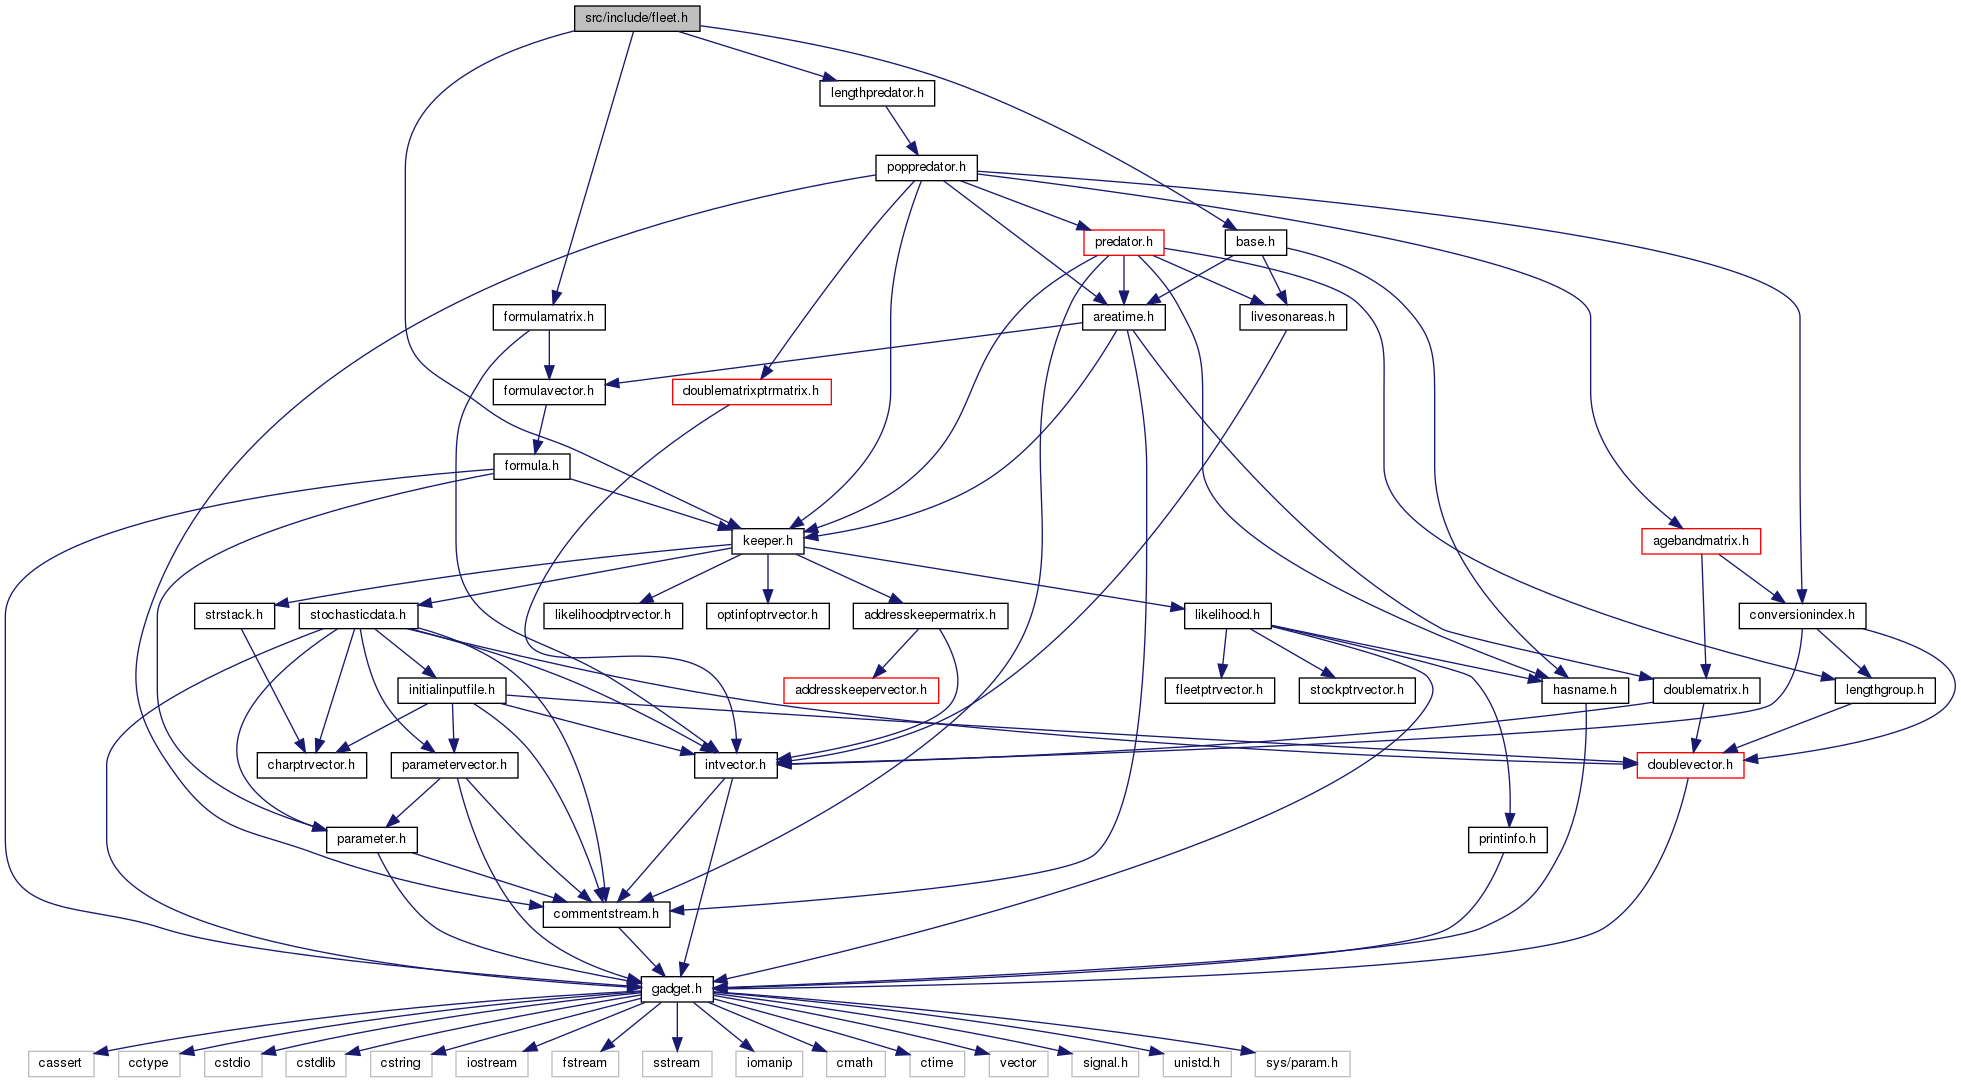 src/include/fleet.h
lengthpredator.h
poppredator.h
predator.h
base.h
formulamatrix.h
areatime.h
livesonareas.h
formulavector.h
doublematrixptrmatrix.h
formula.h
keeper.h
agebandmatrix.h
strstack.h
stochasticdata.h
likelihoodptrvector.h
optinfoptrvector.h
addresskeepermatrix.h
likelihood.h
conversionindex.h
initialinputfile.h
addresskeepervector.h
fleetptrvector.h
stockptrvector.h
hasname.h
doublematrix.h
lengthgroup.h
charptrvector.h
parametervector.h
intvector.h
doublevector.h
parameter.h
printinfo.h
commentstream.h
gadget.h
cassert
cctype
cstdio
cstdlib
cstring
iostream
fstream
sstream
iomanip
cmath
ctime
vector
signal.h
unistd.h
sys/param.h